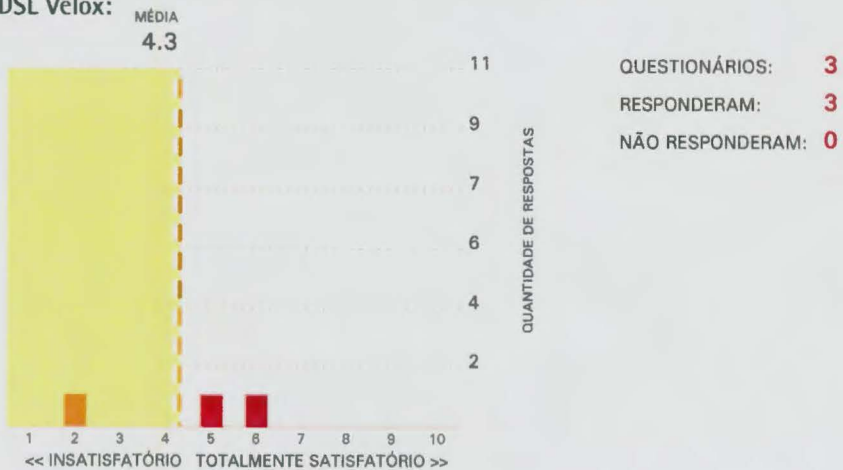 DSL Velox:
MÉDIA
4.3
11
9
7
6
4
2
QUANTIDADE DE RESPOSTAS
1 2 3 4 5 6 7 8 9 10
<< INSATISFATÓRIO TOTALMENTE SATISFATÓRIO >>
QUESTIONÁRIOS: 3
RESPONDERAM: 3
NÃO RESPONDERAM: 0